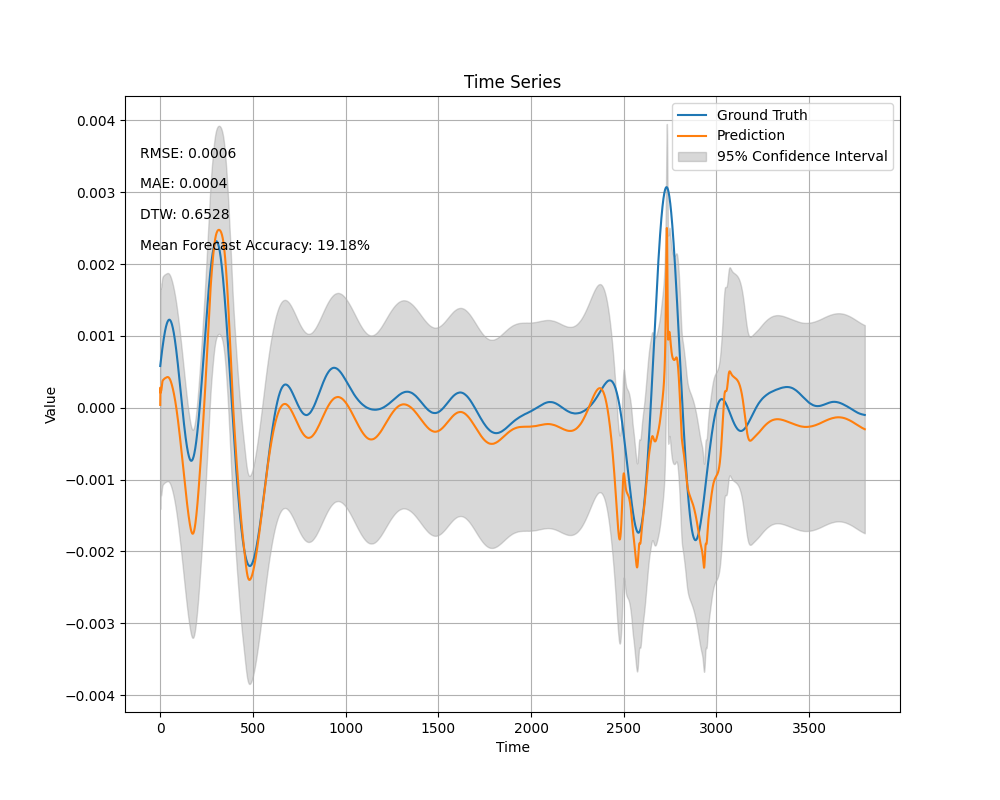 Time Series
Ground Truth
Prediction
95% Confidence Interval
RMSE: 0.0006
MAE: 0.0004
DTW: 0.6528
Mean Forecast Accuracy: 19.18%
Value
0.004
0.003
0.002
0.001
0.000
−0.001
−0.002
−0.003
−0.004
0 500 1000 1500 2000 2500 3000 3500
Time